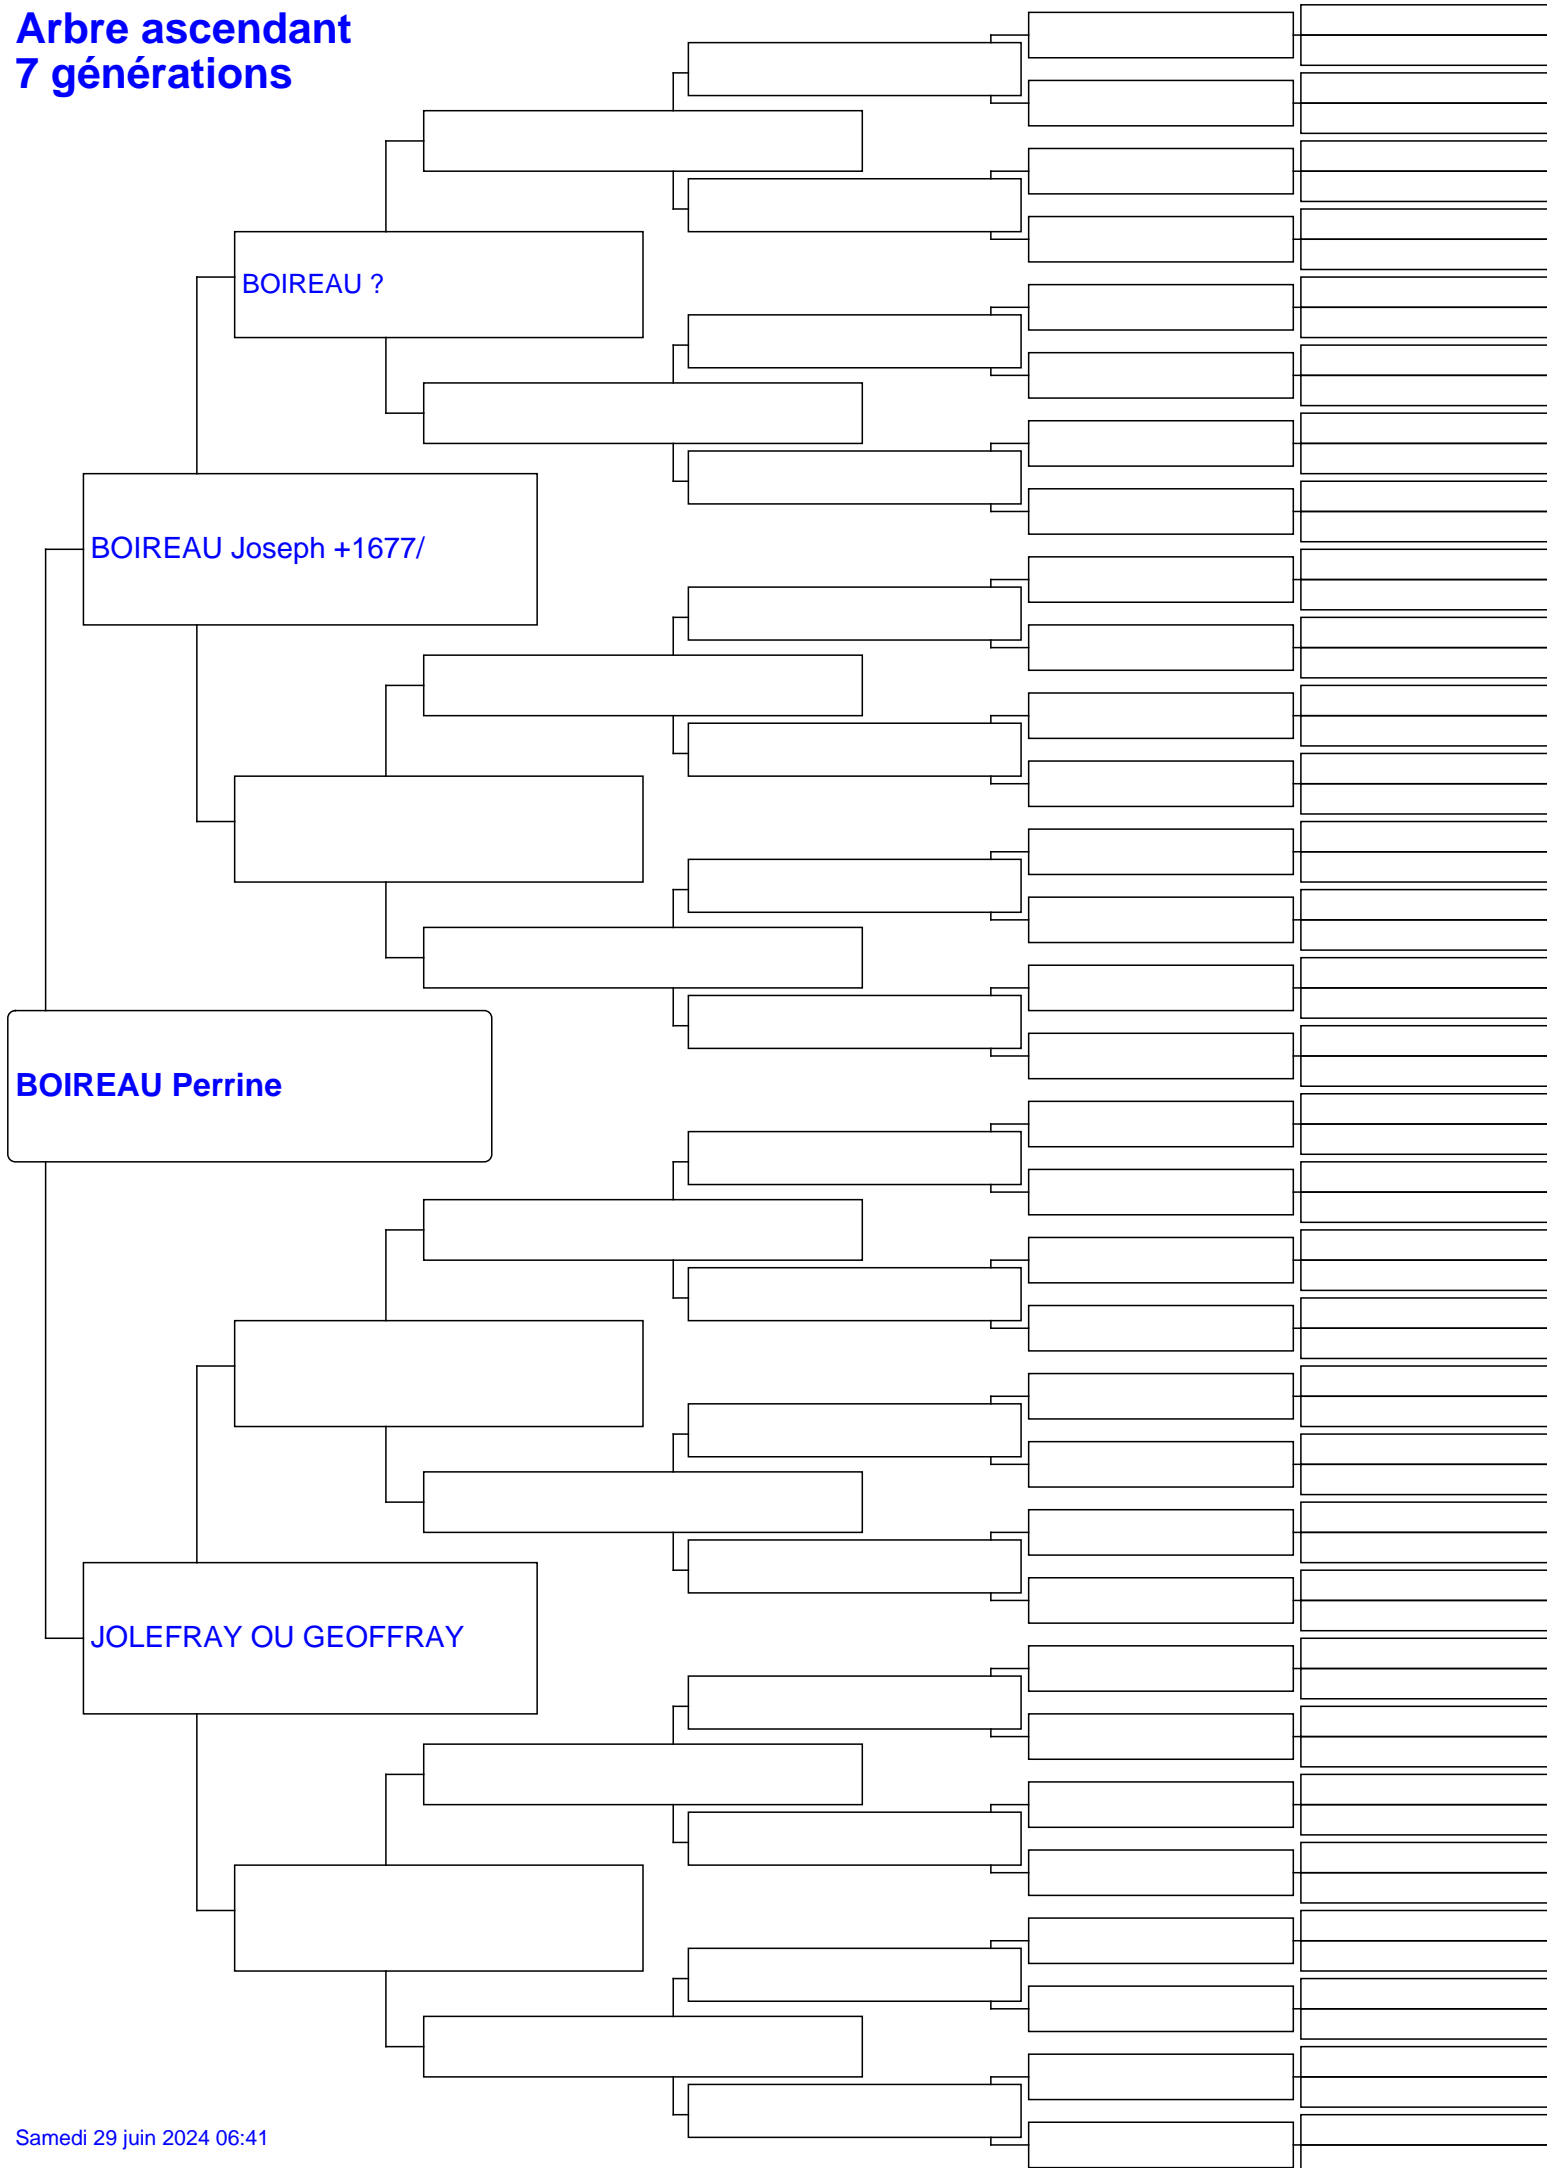 Arbre ascendant
7 générations
BOIREAU ?
BOIREAU Joseph +1677/
BOIREAU Perrine
JOLEFRAY OU GEOFFRAY
Samedi 29 juin 2024 06:41